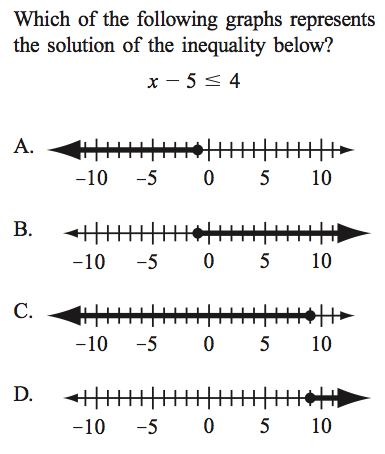 Which of the following graphs represents
the solution of the inequality below?
x − 5 ≤ 4
A.
−10 −5 0 5 10
B.
−10 −5 0 5 10
C.
−10 −5 0 5 10
D.
−10 −5 0 5 10